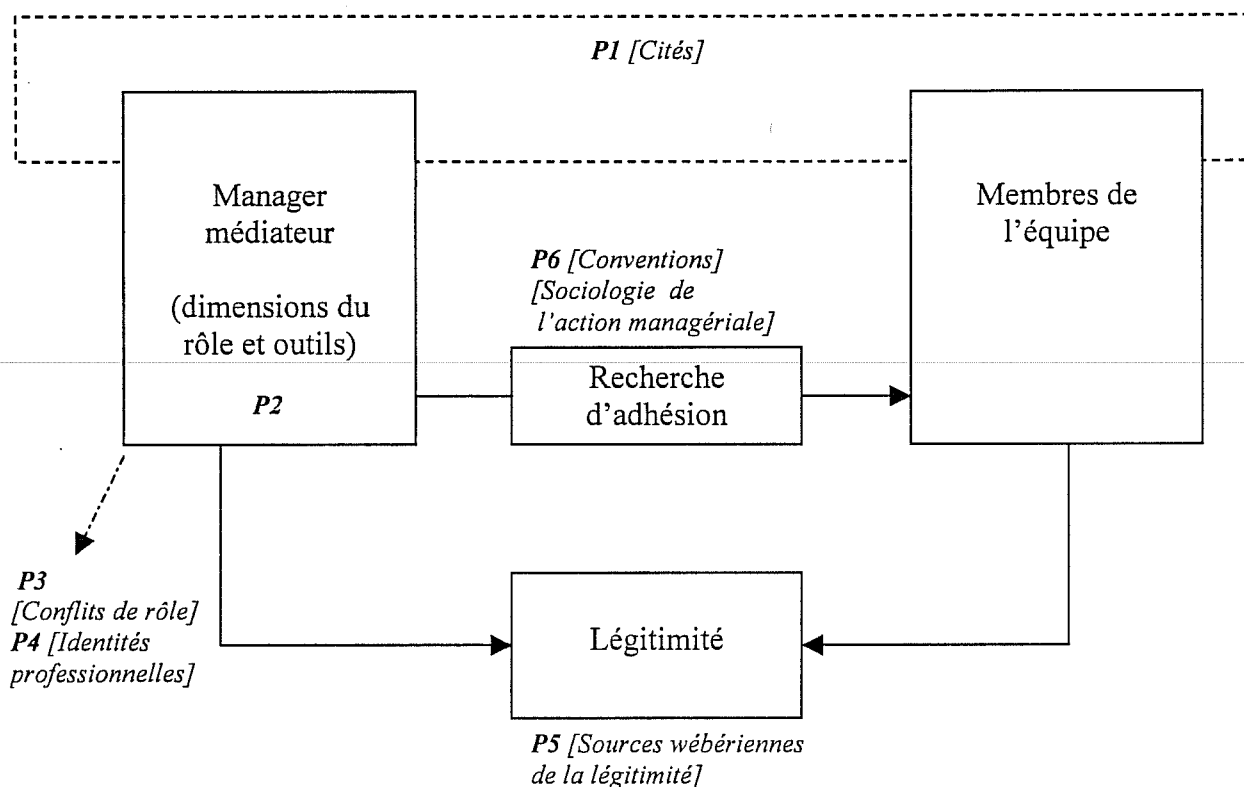 P1 [Cités]
Manager
médiateur
(dimensions du
rôle et outils)
P2
Membres de
l’équipe
P6 [Conventions]
[Sociologie de
l’action managériale]
Recherche
d’adhésion
P3
[Conflits de rôle]
P4 [Identités
professionnelles]
Légitimité
P5 [Sources wébériennes
de la légitimité]